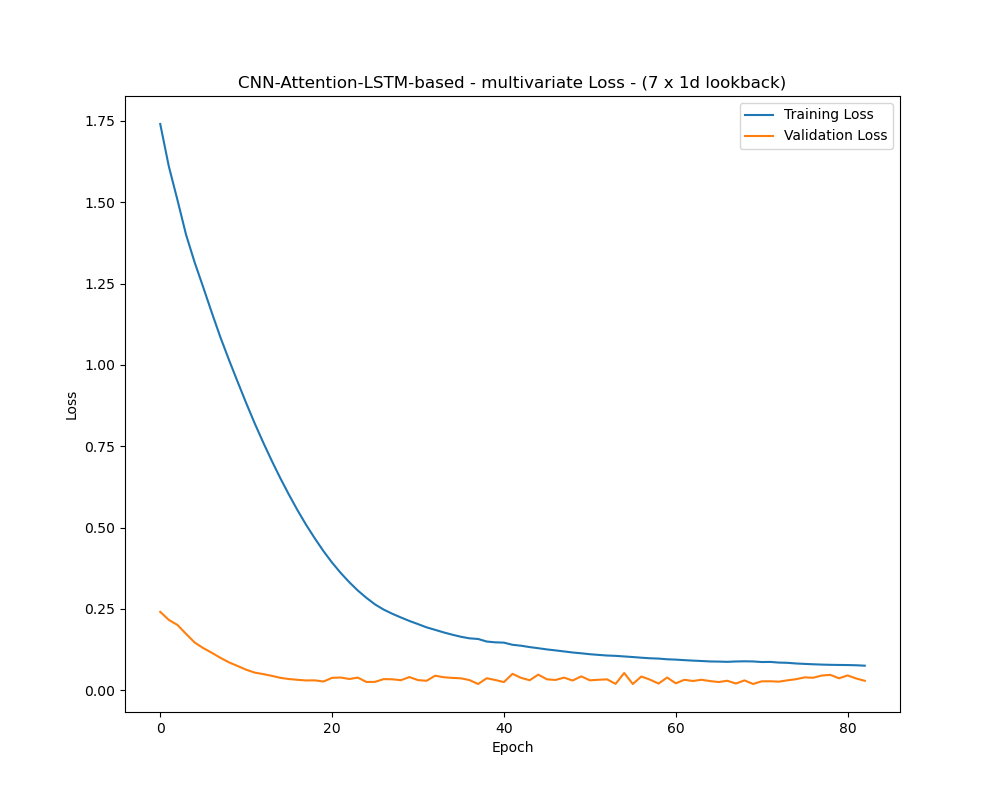 CNN-Attention-LSTM-based - multivariate Loss - (7 x 1d lookback)
Training Loss
Validation Loss
1.75
1.50
1.25
1.00
0.75
0.50
0.25
0.00
Loss
0 20 40 60 80
Epoch